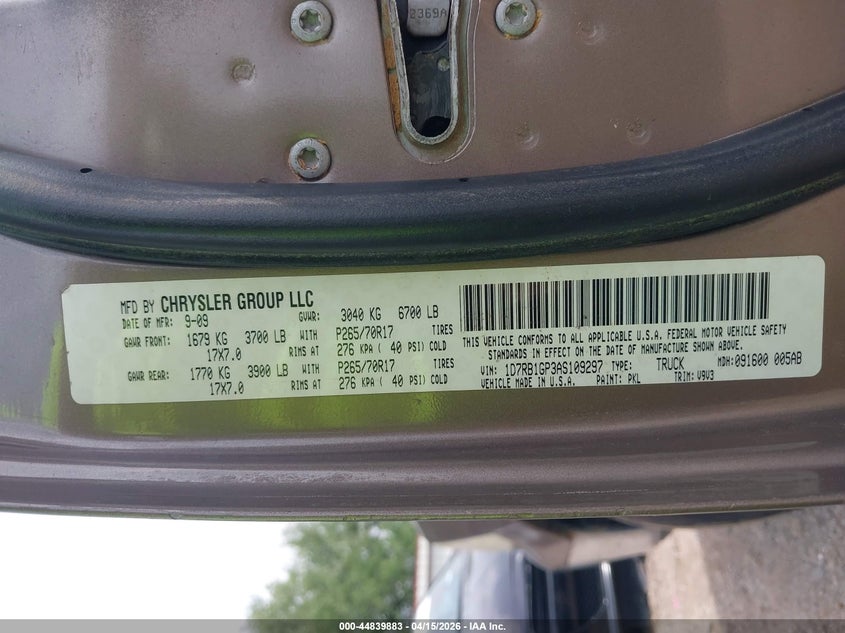 0369A
MFD BY CHRYSLER GROUP LLC
DATE OF MFR: 9-09 GVWR: 3040 KG 6700 LB
GAWR FRONT: 1679 KG 3700 LB WITH P265/70R17 TIRES
17X7.0 RIMS AT 276 KPA ( 40 PSI) COLD
GAWR REAR: 1770 KG 3900 LB WITH P265/70R17 TIRES
17X7.0 RIMS AT 276 KPA ( 40 PSI) COLD
THIS VEHICLE CONFORMS TO ALL APPLICABLE U.S.A. FEDERAL MOTOR VEHICLE SAFETY
STANDARDS IN EFFECT ON THE DATE OF MANUFACTURE SHOWN ABOVE.
VIN: 1D7RB1GP3AS109297 TYPE: TRUCK MDH: 091600 005AB
VEHICLE MADE IN U.S.A. PAINT: PKL TRIM: V9V3
000-44839883 - 04/15/2026 - IAA Inc.